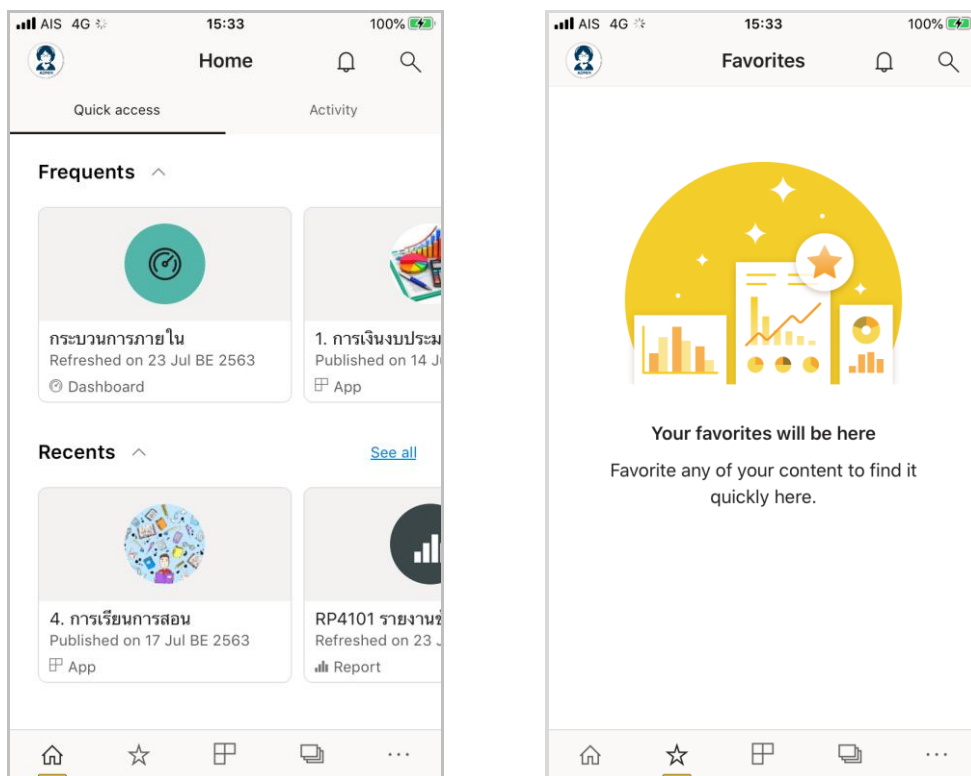 AIS 4G 15:33 100%
ADMIN
Home
Quick access Activity
Frequents
กระบวนการภายใน
Refreshed on 23 Jul BE 2563
Dashboard
1. การเงินงบประม
Published on 14 J
App
Recents See all
4. การเรียนการสอน
Published on 17 Jul BE 2563
App
RP4101 รายงานข
Refreshed on 23 J
Report
AIS 4G 15:33 100%
ADMIN
Favorites
Your favorites will be here
Favorite any of your content to find it
quickly here.